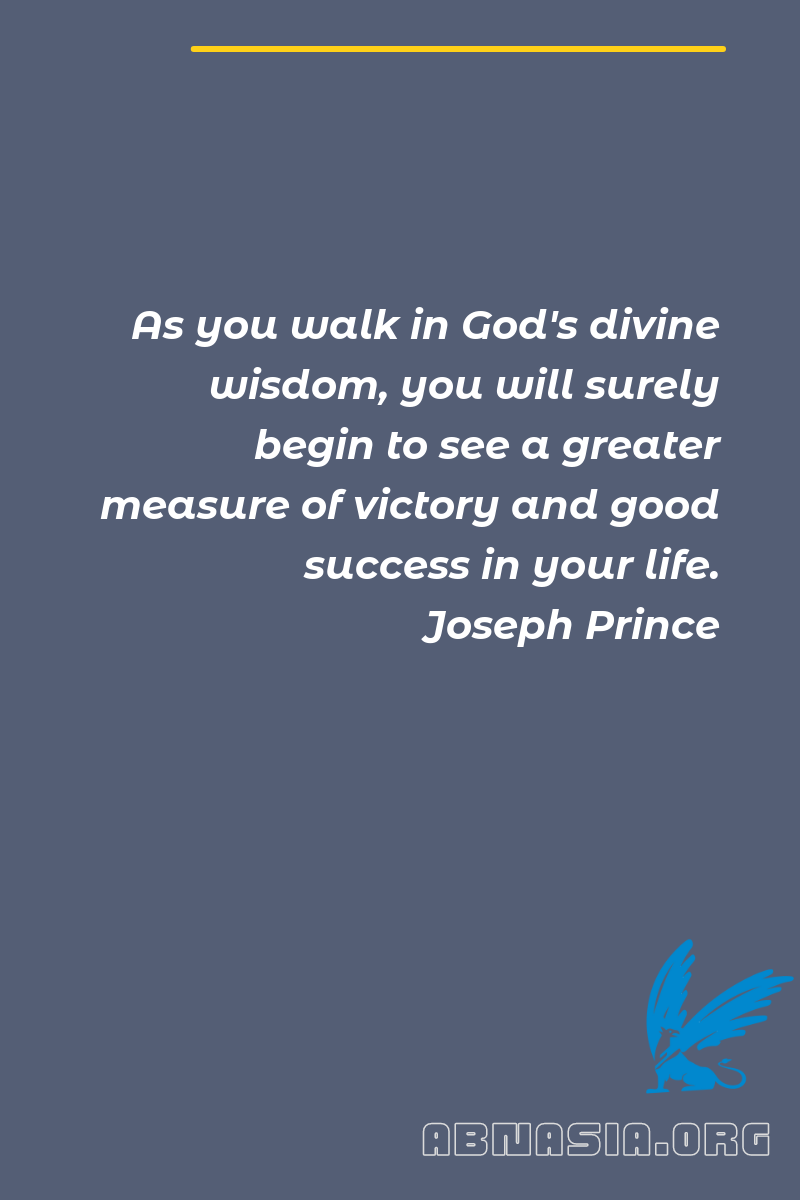 As you walk in God's divine
wisdom, you will surely
begin to see a greater
measure of victory and good
success in your life.
Joseph Prince
ABNASIA.ORG